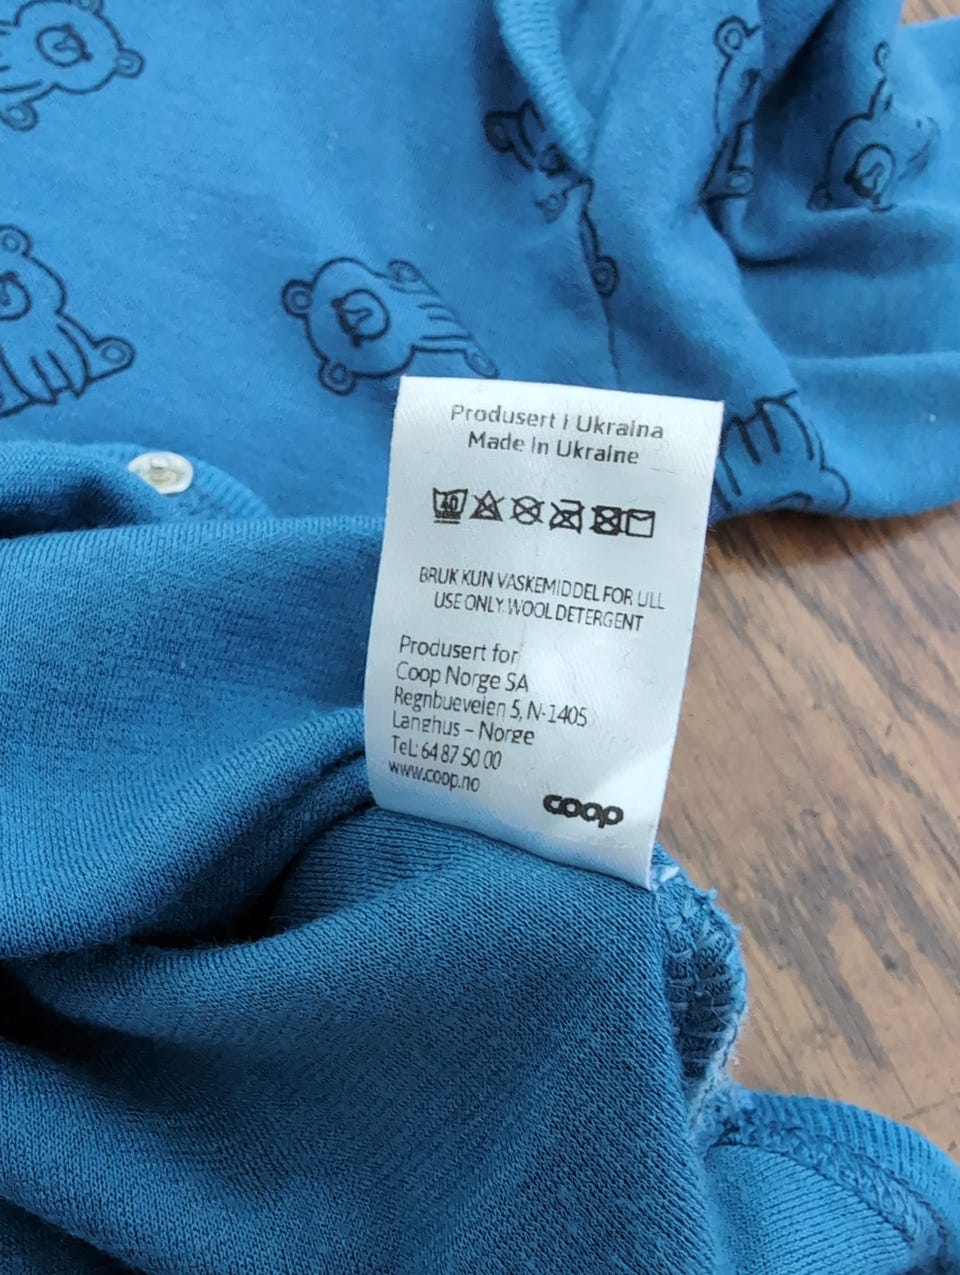 Produsert i Ukraina
Made in Ukraine
40
BRUK KUN VASKEMIDDEL FOR ULL
USE ONLY WOOL DETERGENT
Produsert for
Coop Norge SA
Regnbueveien 5, N-1405
Langhus – Norge
Tel.: 64 87 50 00
www.coop.no
coop